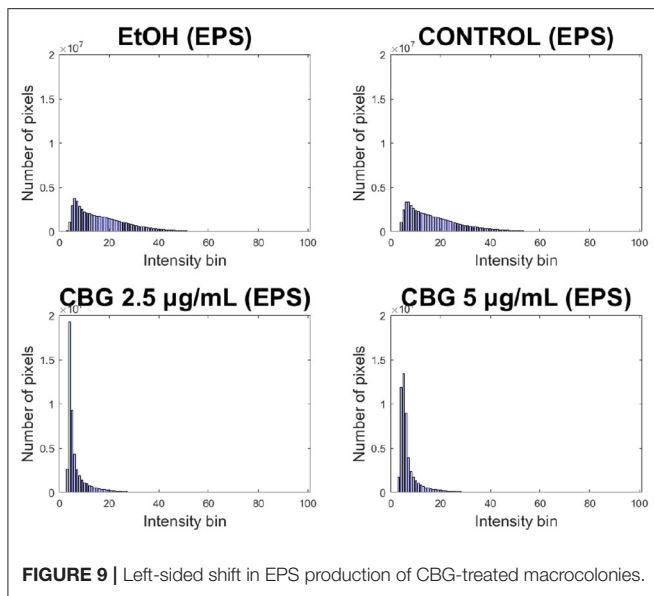 EtOH (EPS)
×10⁷
2
1.5
1
0.5
0
Number of pixels
0 20 40 60 80 100
Intensity bin
CONTROL (EPS)
×10⁷
2
1.5
1
0.5
0
Number of pixels
0 20 40 60 80 100
Intensity bin
CBG 2.5 µg/mL (EPS)
2
1.5
1
0.5
0
Number of pixels
0 20 40 60 80 100
Intensity bin
CBG 5 µg/mL (EPS)
2
1.5
1
0.5
0
Number of pixels
0 20 40 60 80 100
Intensity bin
FIGURE 9 | Left-sided shift in EPS production of CBG-treated macrocolonies.